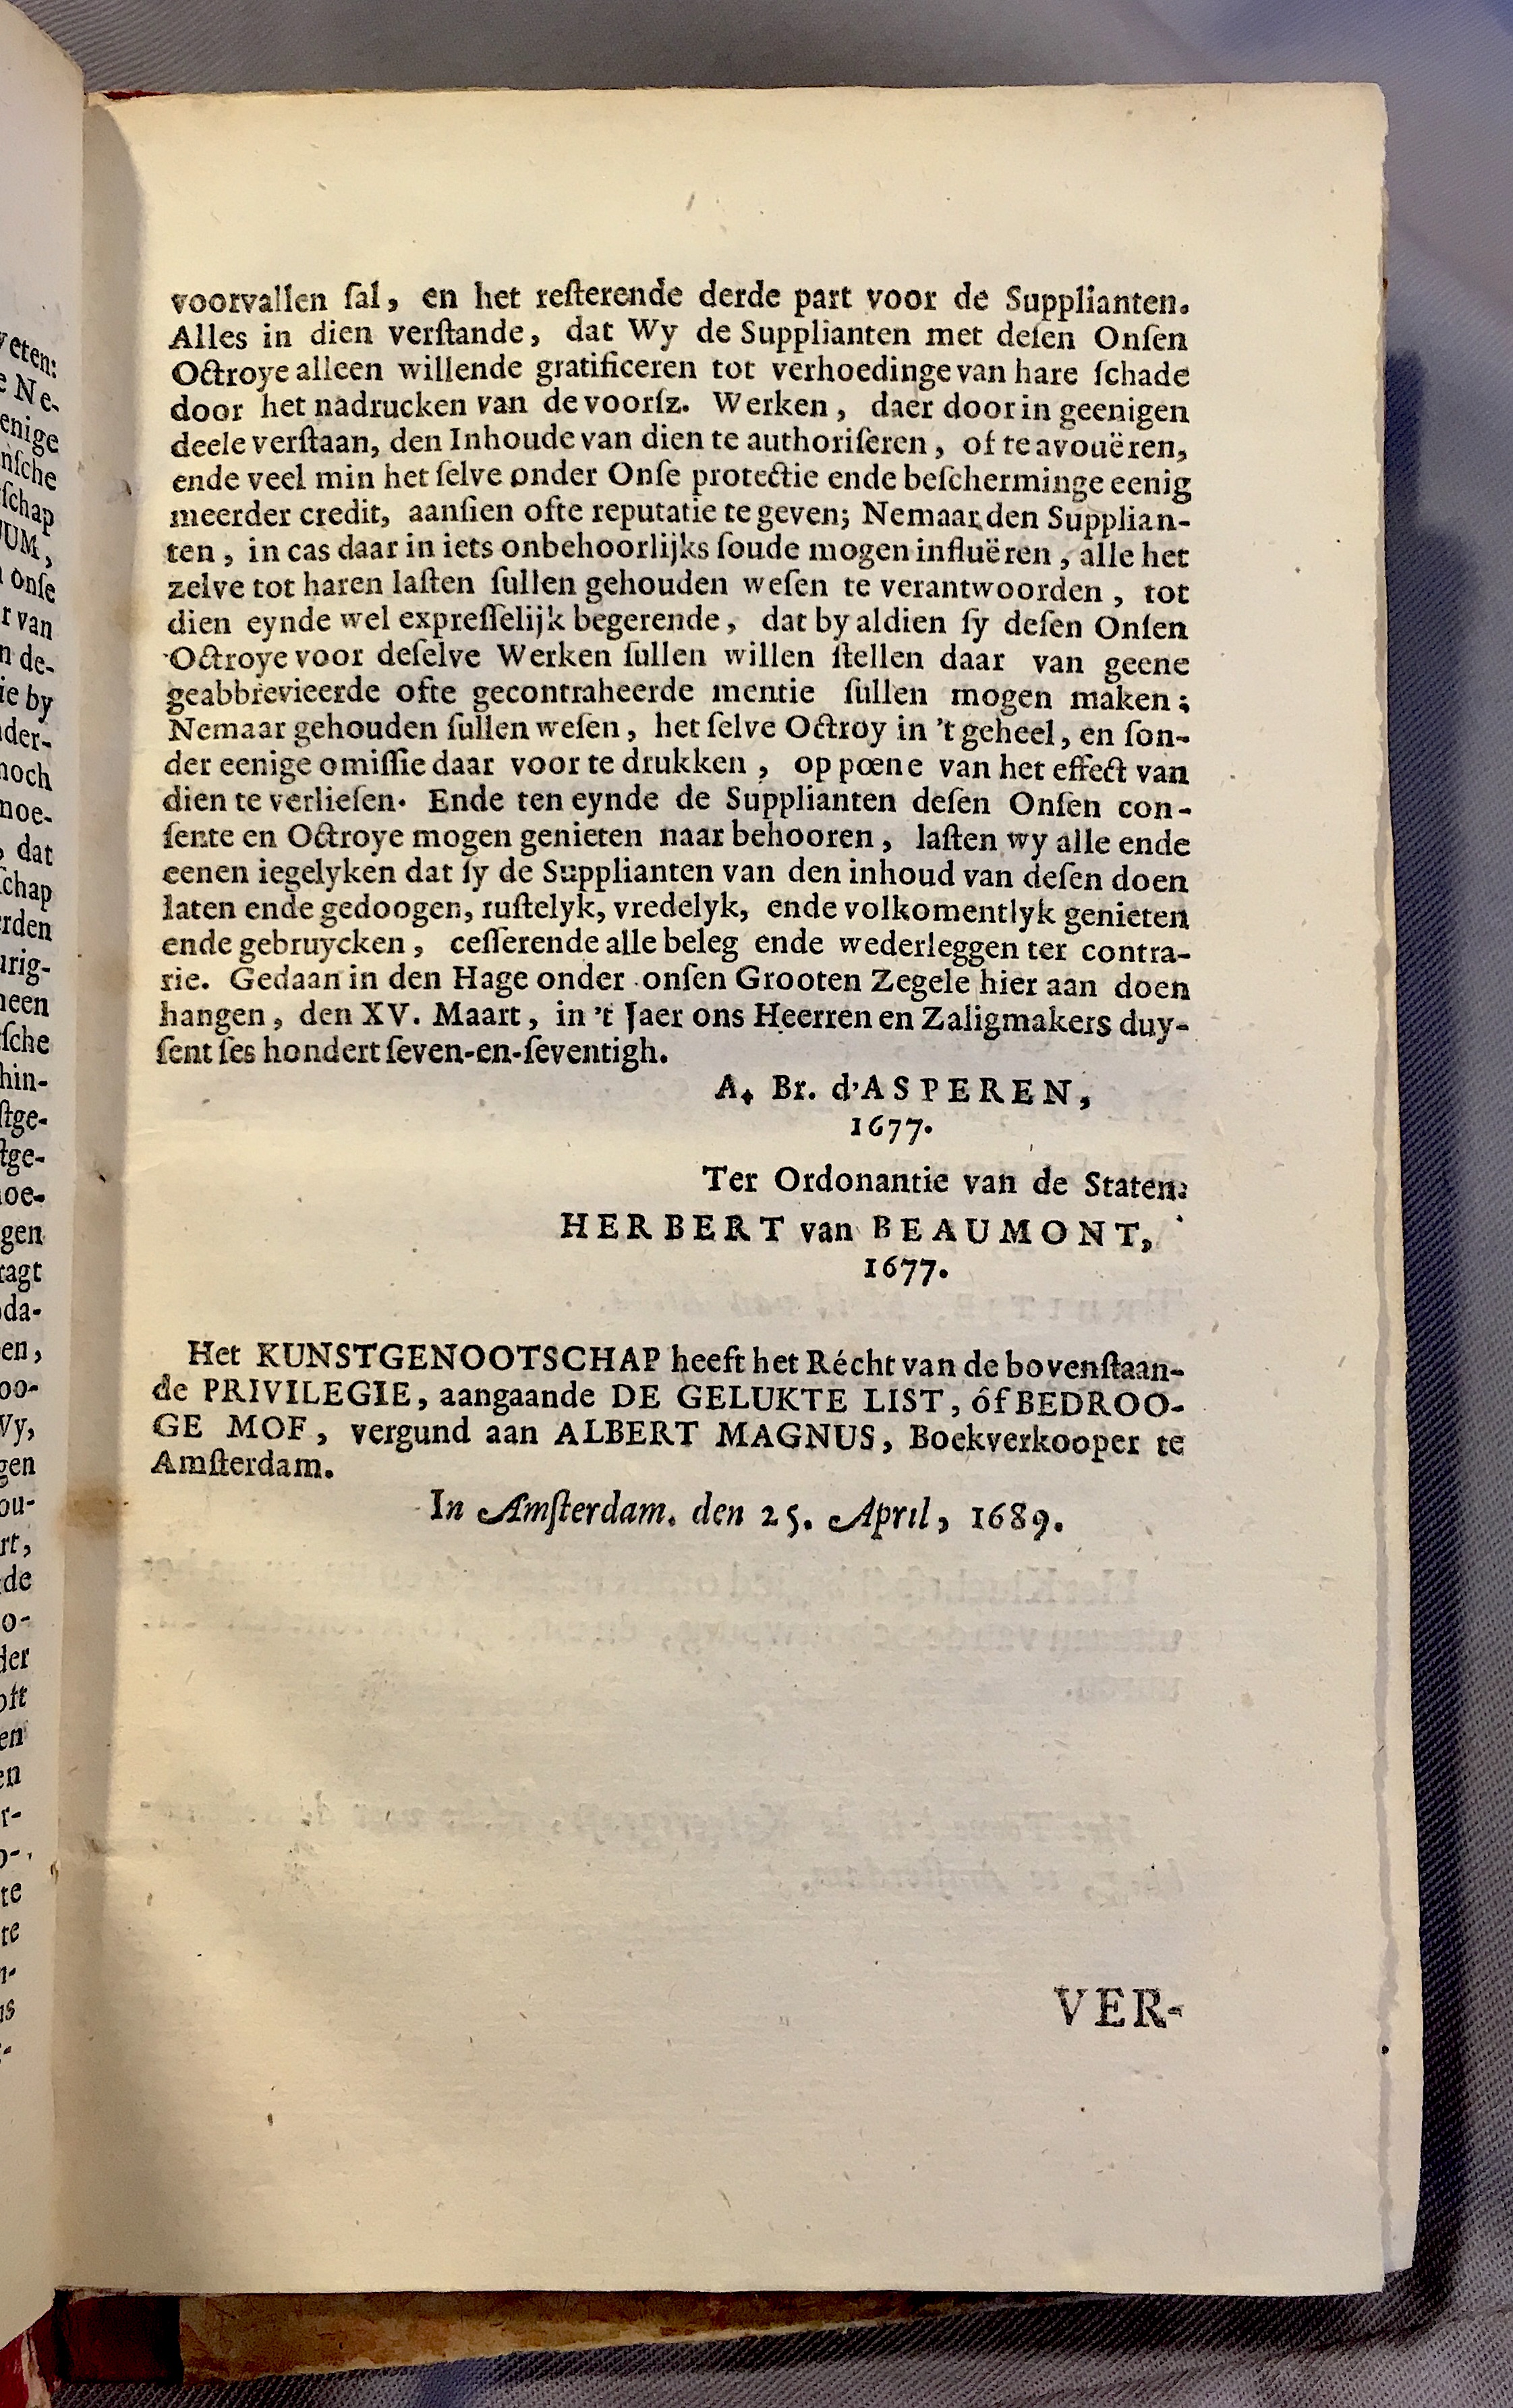 voorvallen ſal, en het reſterende derde part voor de Supplianten.
Alles in dien verſtande, dat Wy de Supplianten met deſen Onſen
Octroye alleen willende gratificeren tot verhoedinge van hare ſchade
door het nadrucken van de voorſz. Werken, daer door in geenigen
deele verſtaan, den Inhoude van dien te authoriſeren, of te avouëren,
ende veel min het ſelve onder Onſe protectie ende beſcherminge eenig
meerder credit, aanſien ofte reputatie te geven; Nemaar den Supplian-
ten, in cas daar in iets onbehoorlijks ſoude mogen influëren, alle het
zelve tot haren laſten ſullen gehouden weſen te verantwoorden, tot
dien eynde wel expreſſelijk begerende, dat by aldien ſy deſen Onſen
Octroye voor deſelve Werken ſullen willen ſtellen daar van geene
geabbrevieerde ofte gecontraheerde mentie ſullen mogen maken;
Nemaar gehouden ſullen weſen, het ſelve Octroy in 't geheel, en ſon-
der eenige omiſſie daar voor te drukken, op pœne van het effect van
dien te verlieſen. Ende ten eynde de Supplianten deſen Onſen con-
ſente en Octroye mogen genieten naar behooren, laſten wy alle ende
eenen iegelyken dat ſy de Supplianten van den inhoud van deſen doen
laten ende gedoogen, ruſtelyk, vredelyk, ende volkomentlyk genieten
ende gebruycken, ceſſerende alle beleg ende wederleggen ter contra-
rie. Gedaan in den Hage onder onſen Grooten Zegele hier aan doen
hangen, den XV. Maart, in 't Jaer ons Heerren en Zaligmakers duy-
ſent ſes hondert ſeven-en-ſeventigh.
A. Br. d'ASPEREN,
1677.
Ter Ordonantie van de Staten.
HERBERT van BEAUMONT,
1677.
Het KUNSTGENOOTSCHAP heeft het Récht van de bovenſtaan-
de PRIVILEGIE, aangaande DE GELUKTE LIST, óf BEDROO-
GE MOF, vergund aan ALBERT MAGNUS, Boekverkooper te
Amſterdam.
In Amſterdam. den 25. April, 1689.
VER-